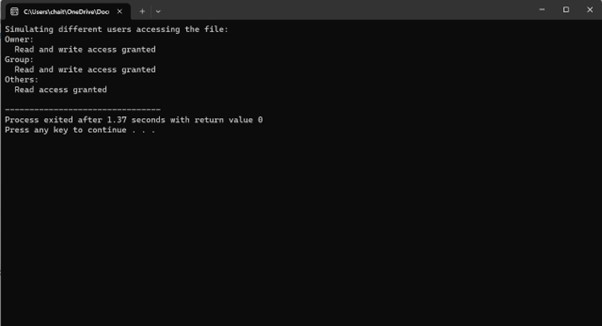 C:\Users\chait\OneDrive\Doc
Simulating different users accessing the file:
Owner:
  Read and write access granted
Group:
  Read and write access granted
Others:
  Read access granted
--------------------------------
Process exited after 1.37 seconds with return value 0
Press any key to continue . . .